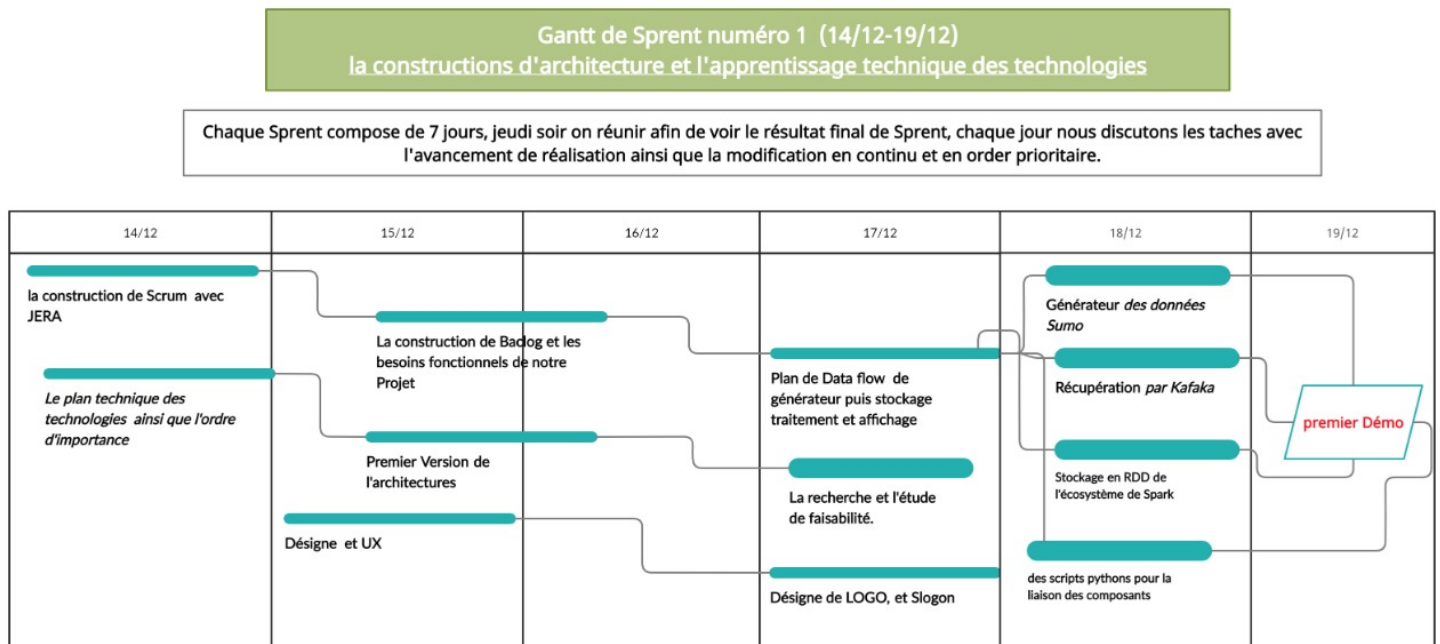 Gantt de Sprent numéro 1 (14/12-19/12)
la constructions d'architecture et l'apprentissage technique des technologies
Chaque Sprent compose de 7 jours, jeudi soir on réunir afin de voir le résultat final de Sprent, chaque jour nous discutons les taches avec
l'avancement de réalisation ainsi que la modification en continu et en order prioritaire.
14/12
15/12
16/12
17/12
18/12
19/12
la construction de Scrum avec
JERA
Le plan technique des
technologies ainsi que l'ordre
d'importance
La construction de Baclog et les
besoins fonctionnels de notre
Projet
Premier Version de
l'architectures
Désigne et UX
Plan de Data flow de
générateur puis stockage
traitement et affichage
La recherche et l'étude
de faisabilité.
Désigne de LOGO, et Slogon
Générateur des données
Sumo
Récupération par Kafaka
Stockage en RDD de
l'écosystème de Spark
des scripts pythons pour la
liaison des composants
premier Démo